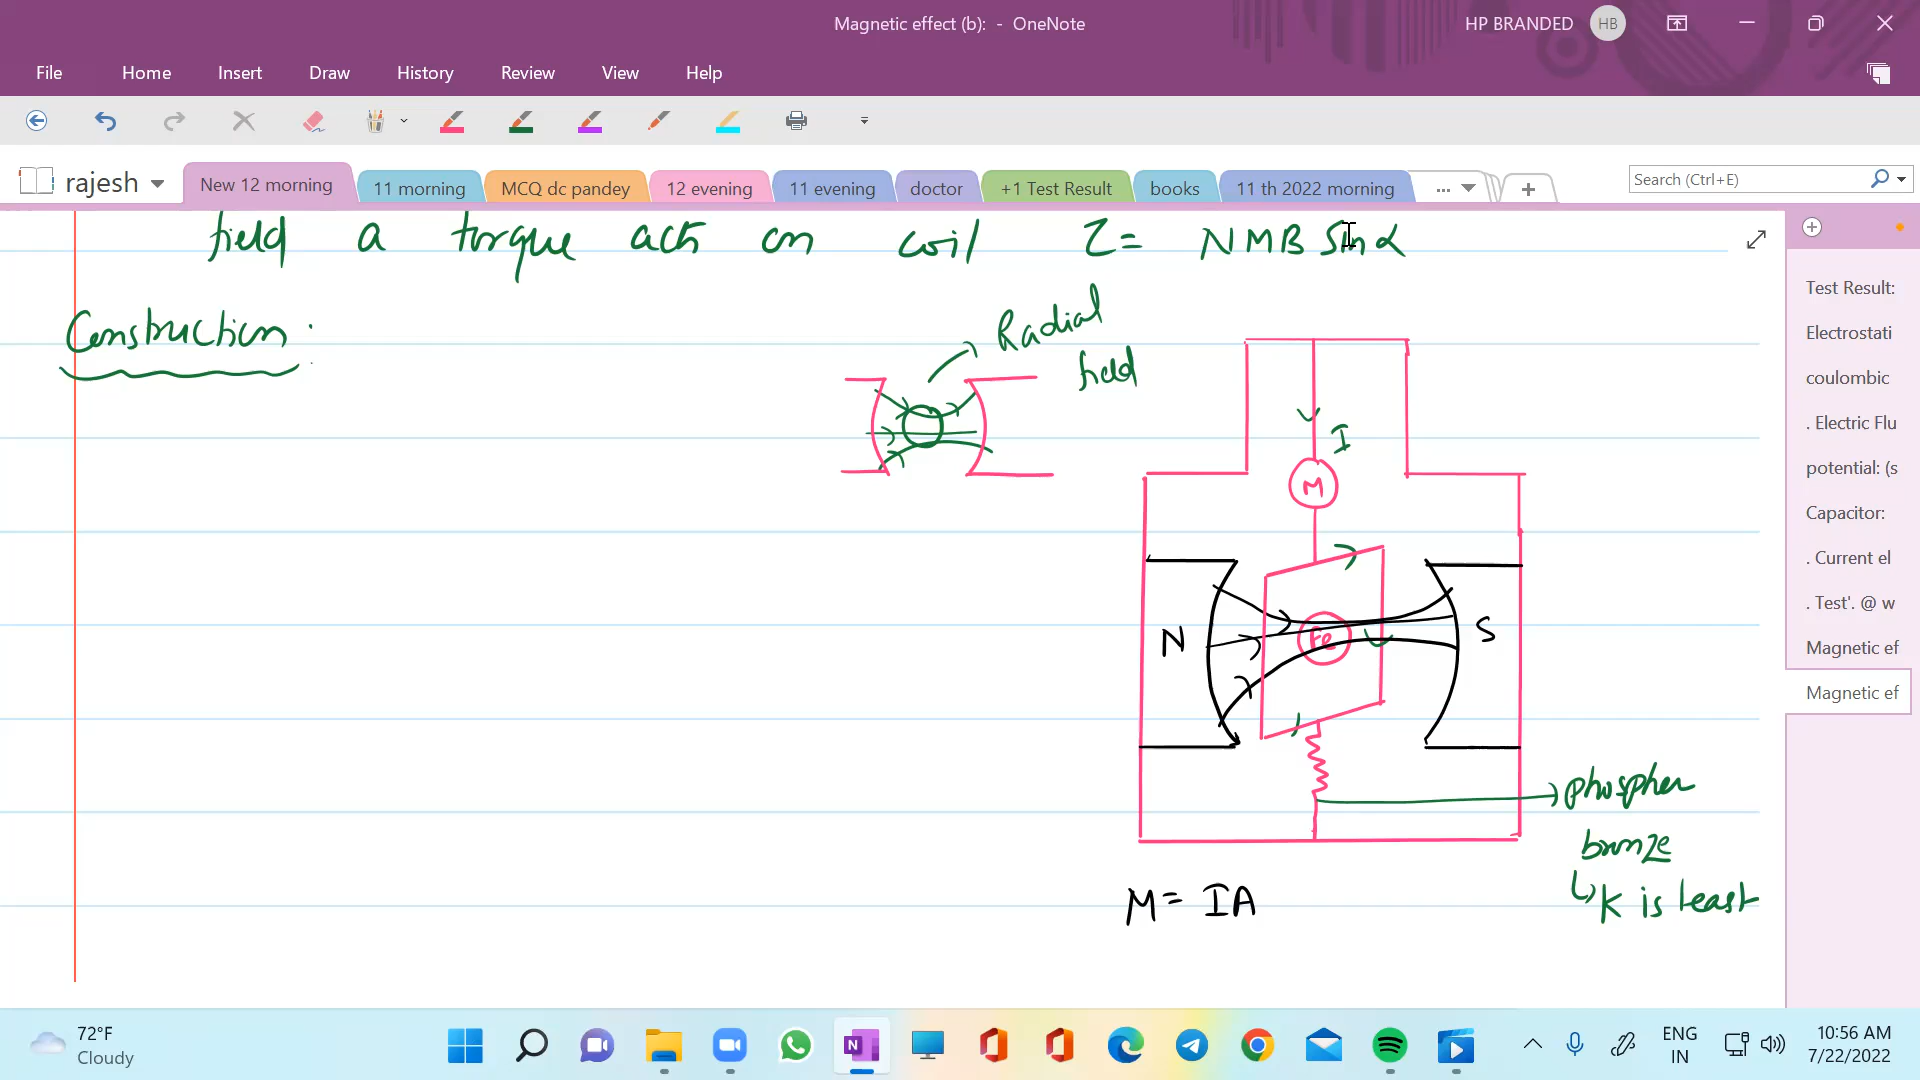 Magnetic effect (b): - OneNote
HP BRANDED HB
File Home Insert Draw History Review View Help
rajesh New 12 morning 11 morning MCQ dc pandey 12 evening 11 evening doctor +1 Test Result books 11 th 2022 morning ... Search (Ctrl+E)
field a torque acts on coil τ = NMB Sinα
Construction:
Radial
field
I
M
N
Fe
S
phospher
bronze
K is least
M = IA
Test Result:
Electrostati
coulombic
. Electric Flu
potential: (s
Capacitor:
. Current el
. Test'. @ w
Magnetic ef
Magnetic ef
72°F
Cloudy
ENG
IN
10:56 AM
7/22/2022